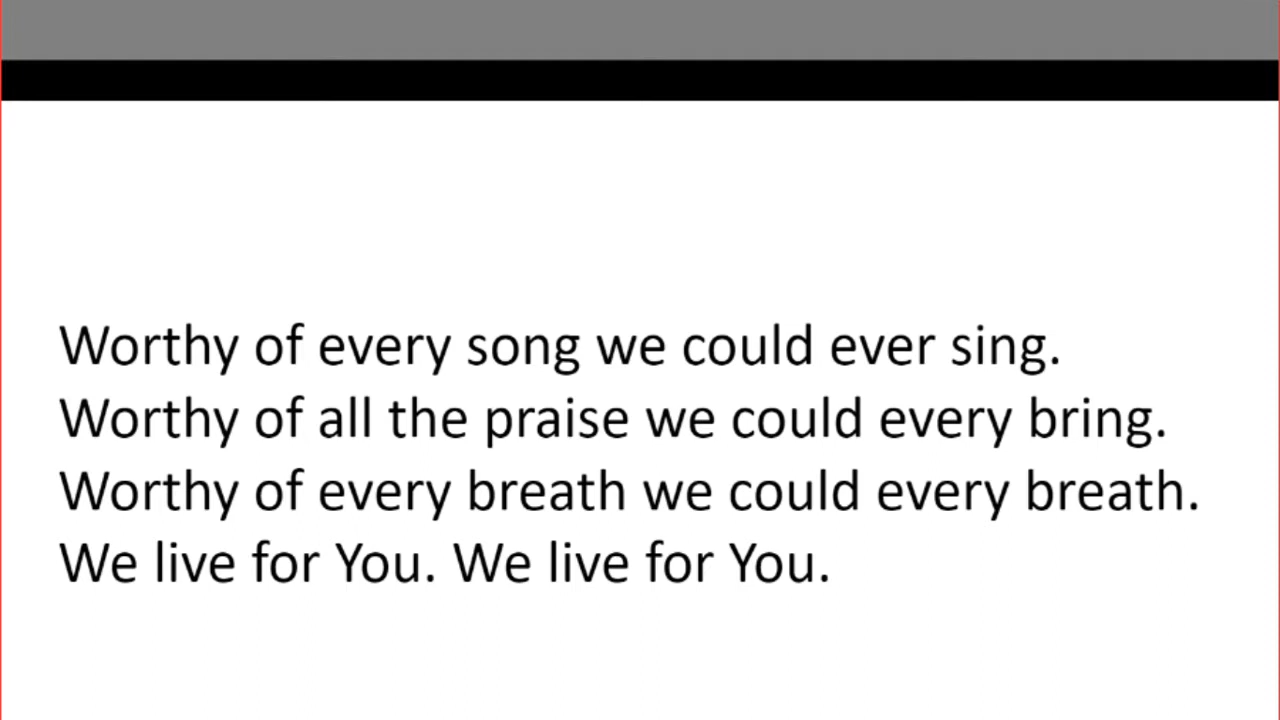 Worthy of every song we could ever sing.
Worthy of all the praise we could every bring.
Worthy of every breath we could every breath.
We live for You. We live for You.